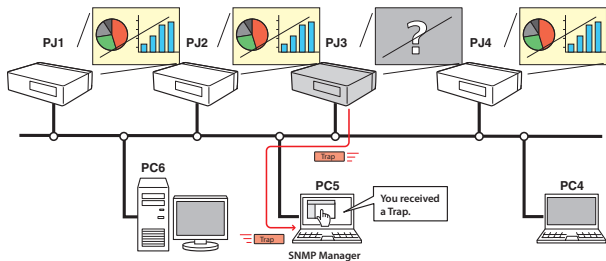 PJ1
PJ2
PJ3
PJ4
?
Trap
PC6
PC5
You received
a Trap.
PC4
Trap
SNMP Manager